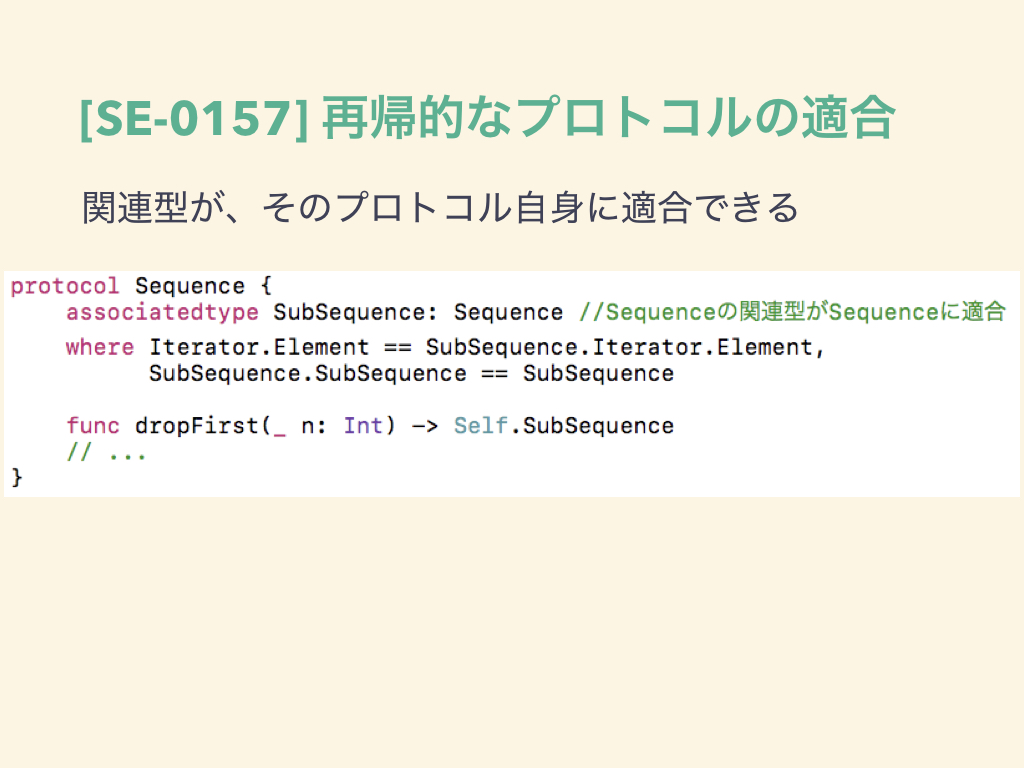 [SE-0157] 再帰的なプロトコルの適合
関連型が、そのプロトコル自身に適合できる
protocol Sequence {
    associatedtype SubSequence: Sequence //Sequenceの関連型がSequenceに適合
    where Iterator.Element == SubSequence.Iterator.Element,
          SubSequence.SubSequence == SubSequence
    func dropFirst(_ n: Int) -> Self.SubSequence
    // ...
}